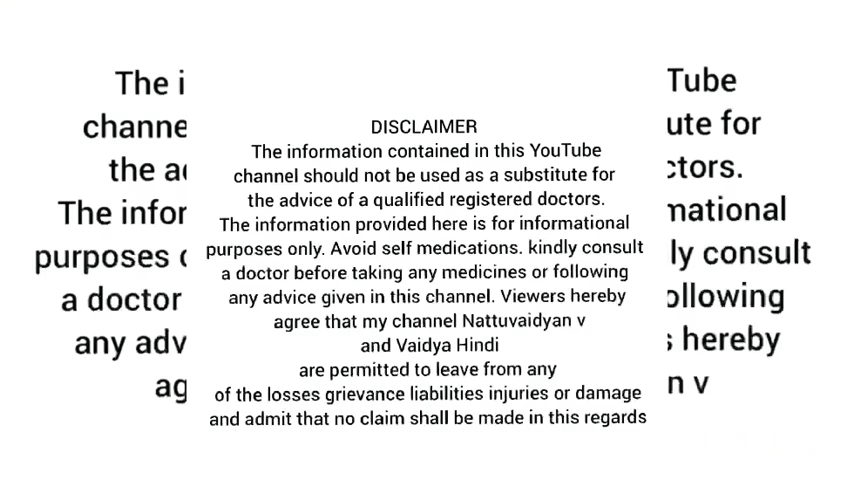 DISCLAIMER
The information contained in this YouTube
channel should not be used as a substitute for
the advice of a qualified registered doctors.
The information provided here is for informational
purposes only. Avoid self medications. kindly consult
a doctor before taking any medicines or following
any advice given in this channel. Viewers hereby
agree that my channel Nattuvaidyan v
and Vaidya Hindi
are permitted to leave from any
of the losses grievance liabilities injuries or damage
and admit that no claim shall be made in this regards